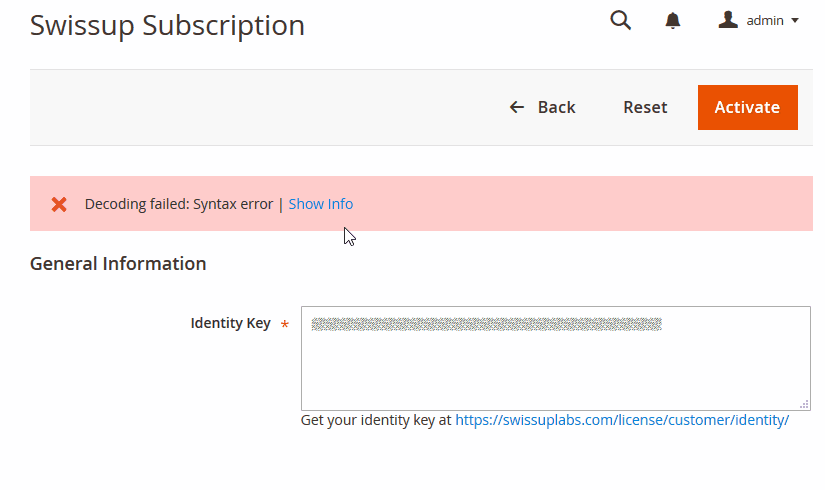 Swissup Subscription
admin
Back
Reset
Activate
Decoding failed: Syntax error | Show Info
General Information
Identity Key *
Get your identity key at https://swissuplabs.com/license/customer/identity/